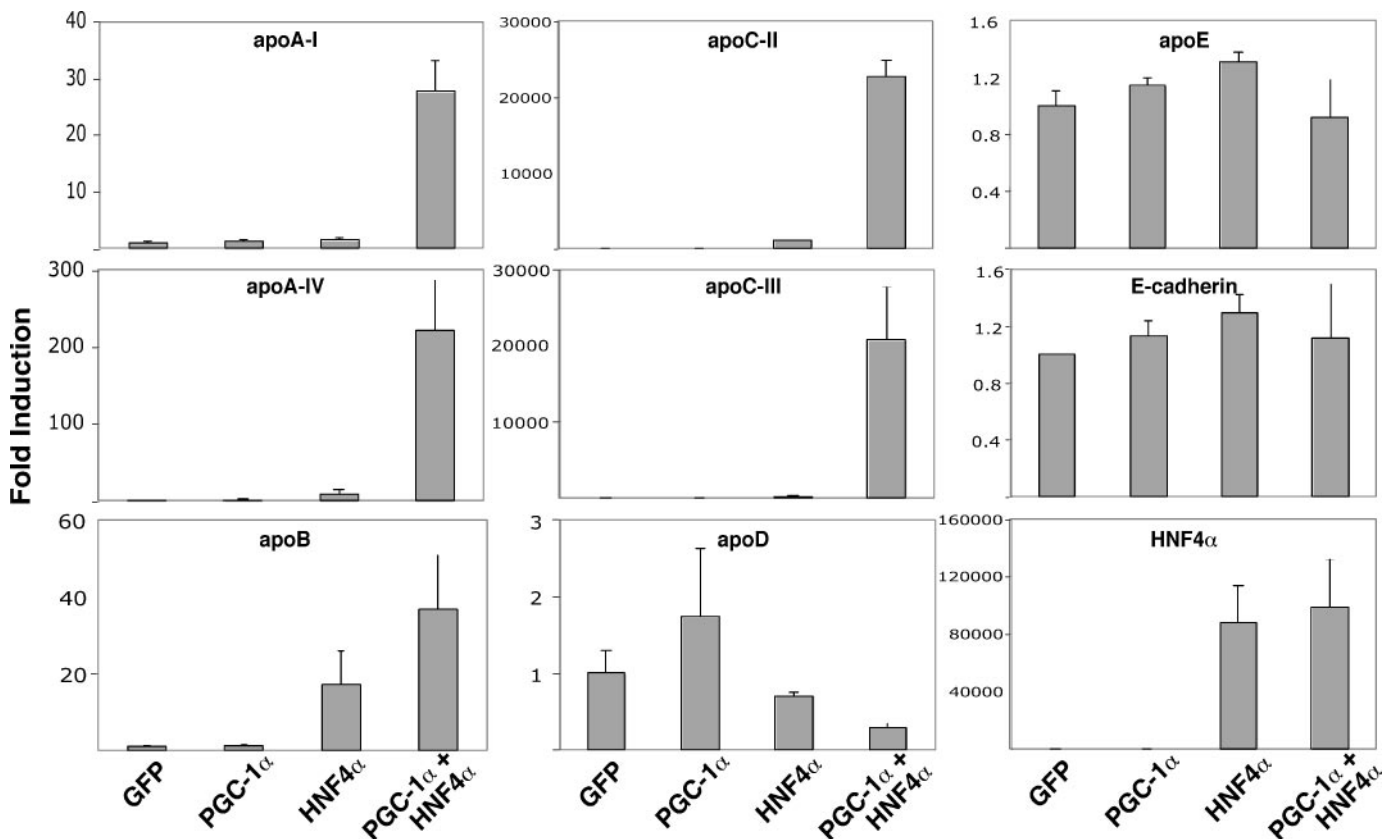 Fold Induction
apoA-I
40
30
20
10
apoC-II
30000
20000
10000
apoE
1.6
1.2
0.8
0.4
apoA-IV
300
200
100
apoC-III
30000
20000
10000
E-cadherin
1.6
1.2
0.8
0.4
apoB
60
40
20
apoD
3
2
1
HNF4α
160000
120000
80000
40000
GFP
PGC-1α
HNF4α
PGC-1α +
HNF4α
GFP
PGC-1α
HNF4α
PGC-1α +
HNF4α
GFP
PGC-1α
HNF4α
PGC-1α +
HNF4α